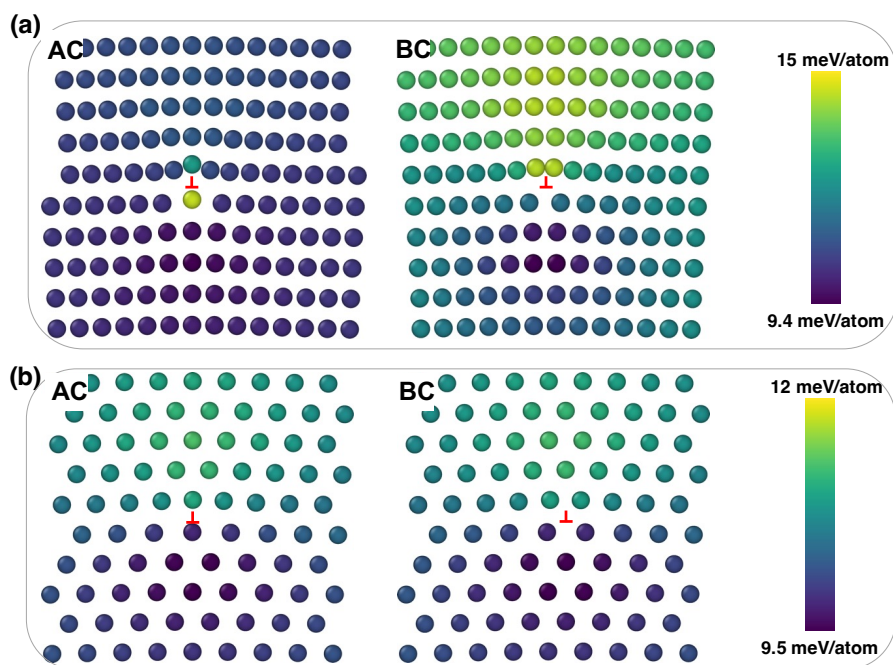 (a)
AC
BC
15 meV/atom
⊥
⊥
9.4 meV/atom
(b)
AC
BC
12 meV/atom
⊥
⊥
9.5 meV/atom